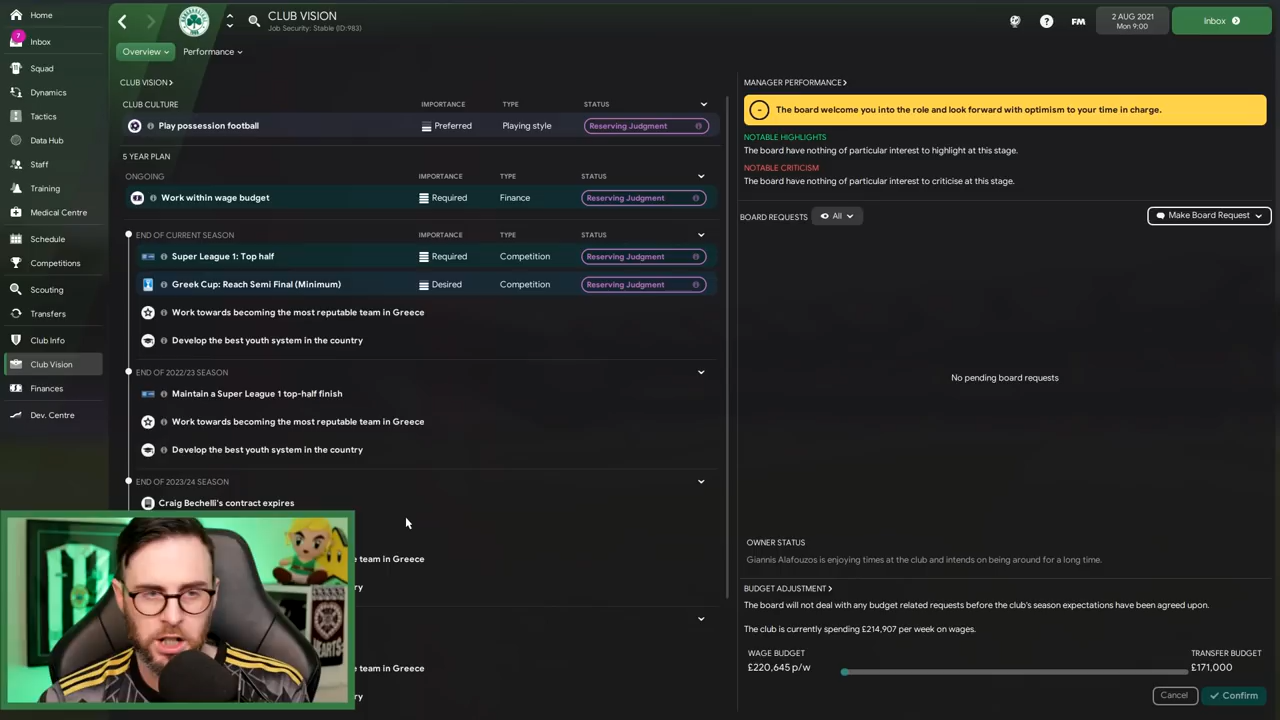 Home
7
Inbox
Squad
Dynamics
Tactics
Data Hub
Staff
Training
Medical Centre
Schedule
Competitions
Scouting
Transfers
Club Info
Club Vision
Finances
Dev. Centre
CLUB VISION
Job Security: Stable (ID:983)
?
FM
2 AUG 2021
Mon 9:00
Inbox
Overview
Performance
CLUB VISION
CLUB CULTURE IMPORTANCE TYPE STATUS
Play possession football Preferred Playing style Reserving Judgment
5 YEAR PLAN
ONGOING IMPORTANCE TYPE STATUS
Work within wage budget Required Finance Reserving Judgment
END OF CURRENT SEASON IMPORTANCE TYPE STATUS
Super League 1: Top half Required Competition Reserving Judgment
Greek Cup: Reach Semi Final (Minimum) Desired Competition Reserving Judgment
Work towards becoming the most reputable team in Greece
Develop the best youth system in the country
END OF 2022/23 SEASON
Maintain a Super League 1 top-half finish
Work towards becoming the most reputable team in Greece
Develop the best youth system in the country
END OF 2023/24 SEASON
Craig Bechelli's contract expires
e team in Greece
ry
e team in Greece
ry
MANAGER PERFORMANCE
The board welcome you into the role and look forward with optimism to your time in charge.
NOTABLE HIGHLIGHTS
The board have nothing of particular interest to highlight at this stage.
NOTABLE CRITICISM
The board have nothing of particular interest to criticise at this stage.
BOARD REQUESTS All Make Board Request
No pending board requests
OWNER STATUS
Giannis Alafouzos is enjoying times at the club and intends on being around for a long time.
BUDGET ADJUSTMENT
The board will not deal with any budget related requests before the club's season expectations have been agreed upon.
The club is currently spending £214,907 per week on wages.
WAGE BUDGET TRANSFER BUDGET
£220,645 p/w £171,000
Cancel Confirm